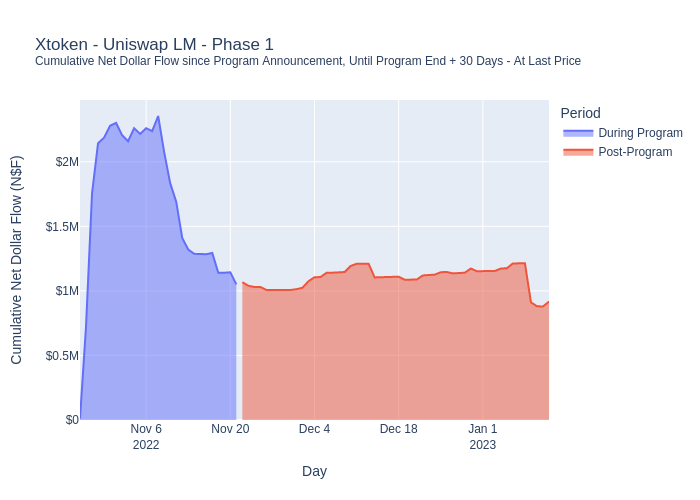 Xtoken - Uniswap LM - Phase 1
Cumulative Net Dollar Flow since Program Announcement, Until Program End + 30 Days - At Last Price
Period
During Program
Post-Program
Cumulative Net Dollar Flow (N$F)
$2M
$1.5M
$1M
$0.5M
$0
Nov 6
2022
Nov 20
Dec 4
Dec 18
Jan 1
2023
Day